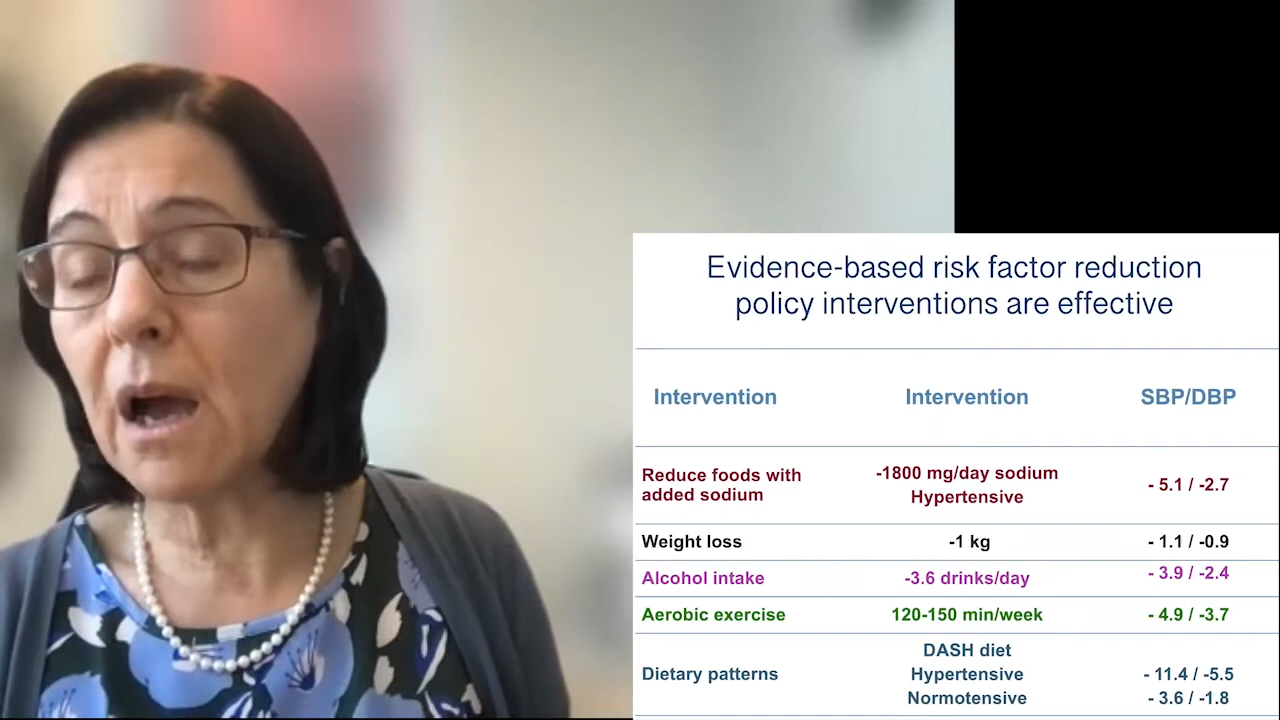 Evidence-based risk factor reduction
policy interventions are effective
Intervention Intervention SBP/DBP
Reduce foods with
added sodium
-1800 mg/day sodium
Hypertensive
- 5.1 / -2.7
Weight loss -1 kg - 1.1 / -0.9
Alcohol intake -3.6 drinks/day - 3.9 / -2.4
Aerobic exercise 120-150 min/week - 4.9 / -3.7
Dietary patterns
DASH diet
Hypertensive - 11.4 / -5.5
Normotensive - 3.6 / -1.8